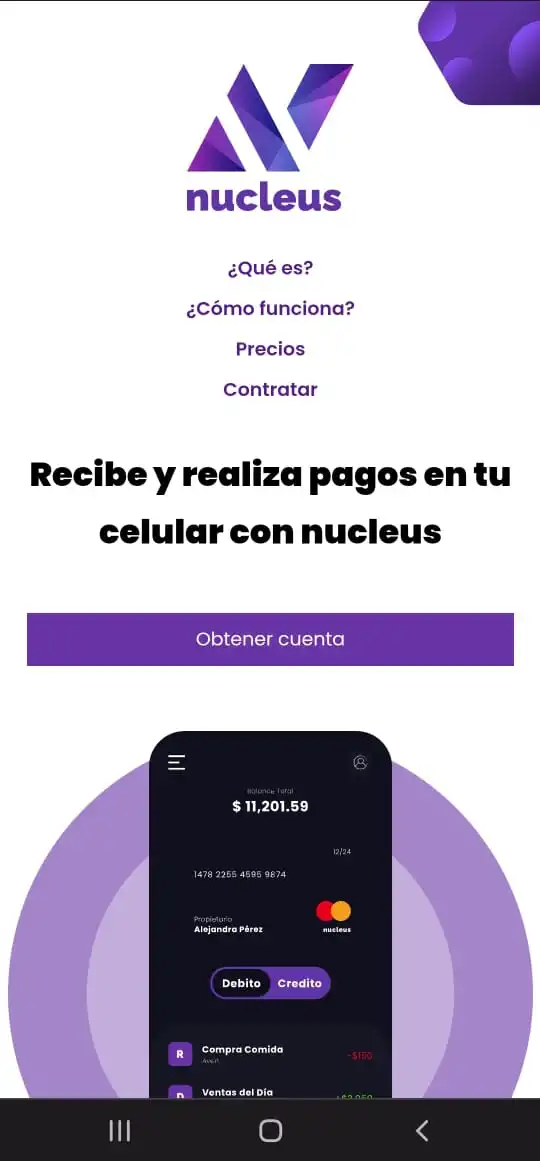 nucleus
¿Qué es?
¿Cómo funciona?
Precios
Contratar
Recibe y realiza pagos en tu
celular con nucleus
Obtener cuenta
Balance Total
$ 11,201.59
12/24
1478 2255 4595 9874
Propietario
Alejandra Pérez
nucleus
Debito
Credito
R
Compra Comida
-$150
D
Ventas del Día